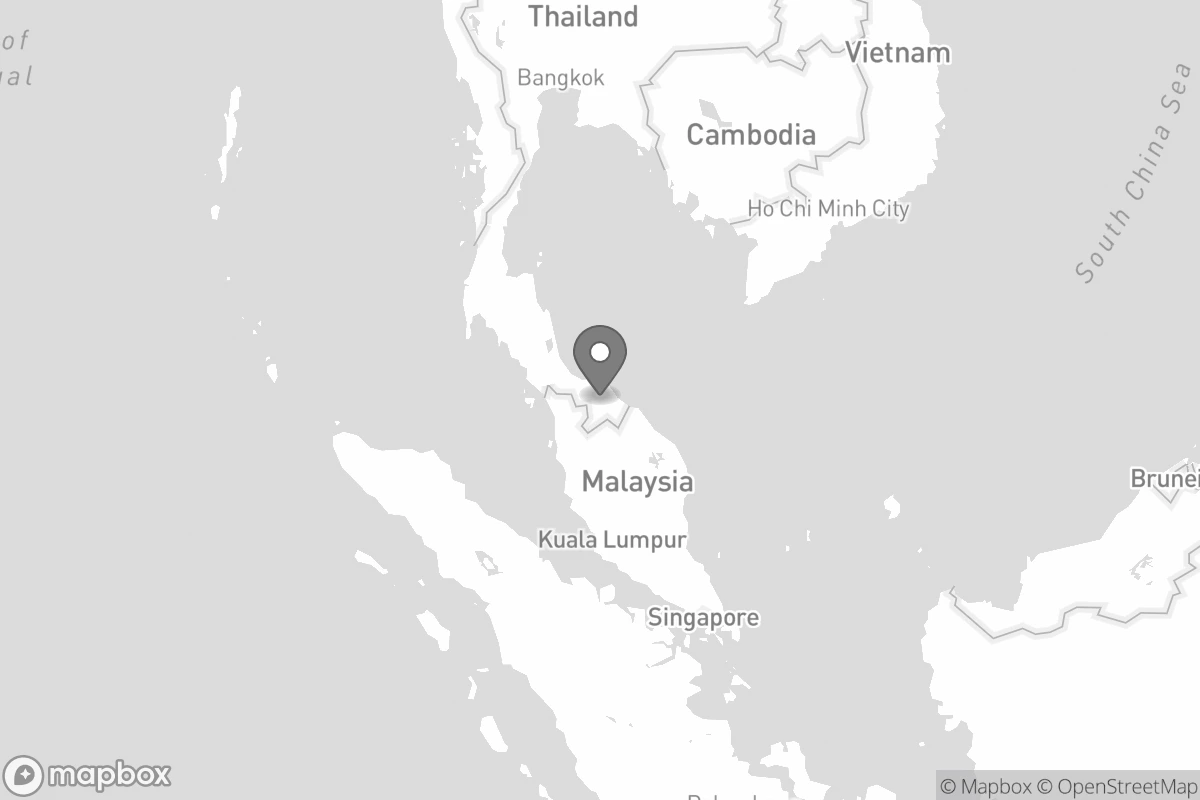 of
Thailand
Vietnam
Bangkok
South China Sea
Cambodia
Ho Chi Minh City
Malaysia
Brunei
Kuala Lumpur
Singapore
mapbox
© Mapbox © OpenStreetMap